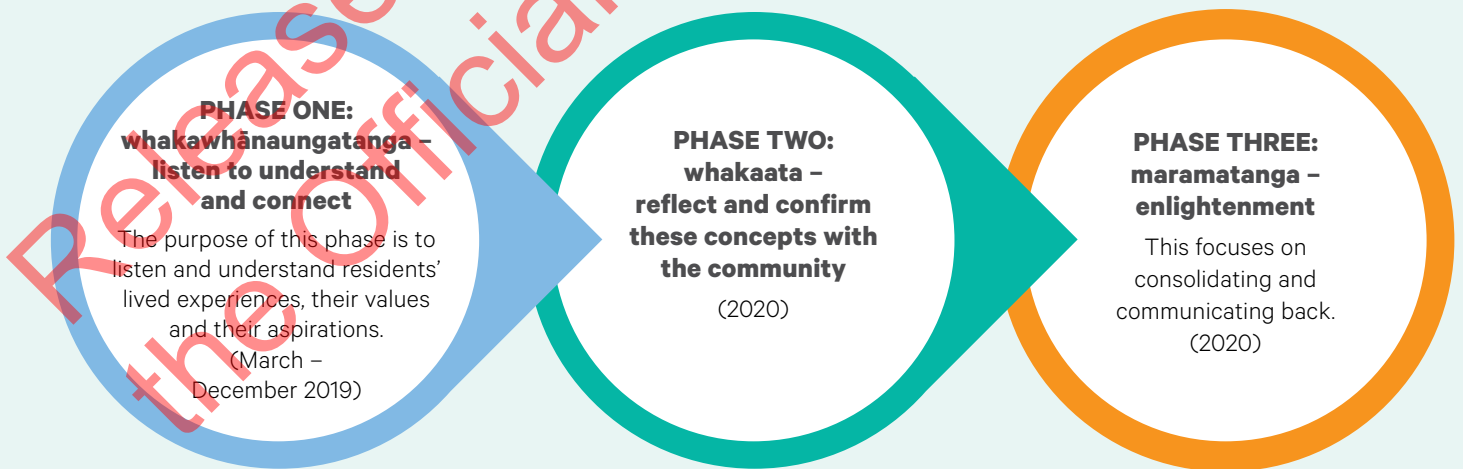 PHASE ONE:
whakawhānaungatanga –
listen to understand
and connect
The purpose of this phase is to
listen and understand residents’
lived experiences, their values
and their aspirations.
(March –
December 2019)
PHASE TWO:
whakaata –
reflect and confirm
these concepts with
the community
(2020)
PHASE THREE:
maramatanga –
enlightenment
This focuses on
consolidating and
communicating back.
(2020)
Release
the Official